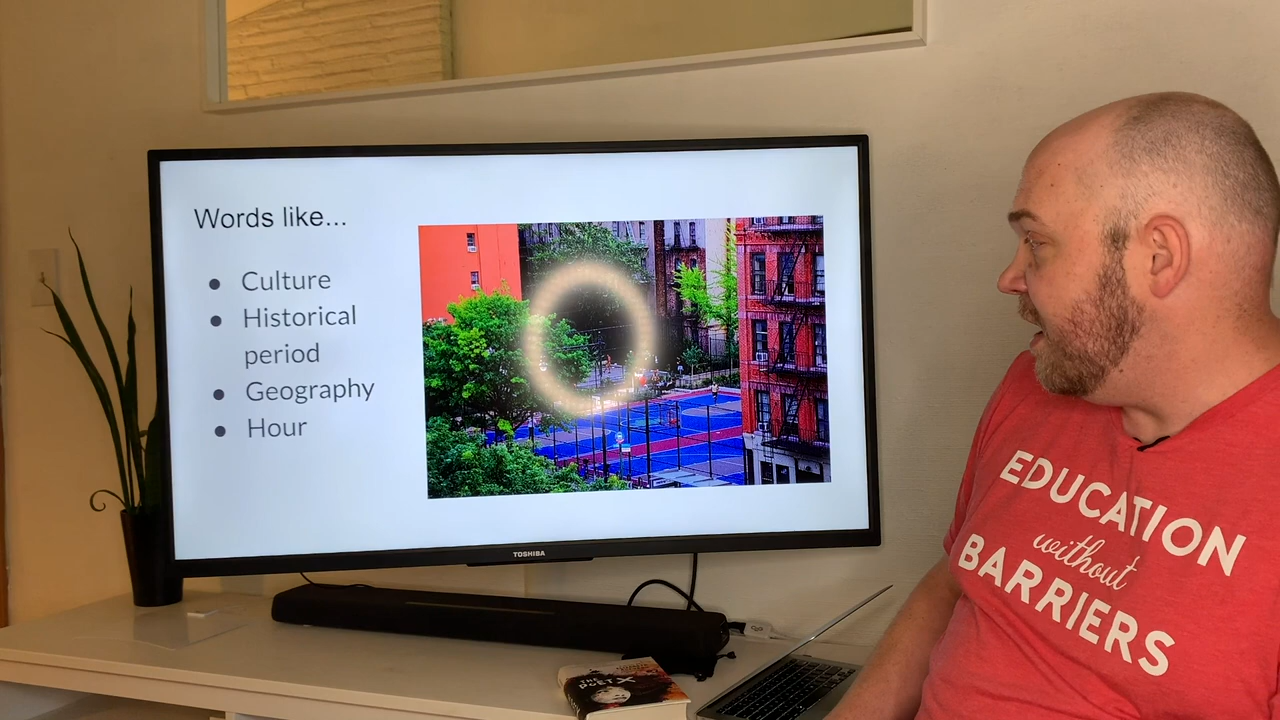 Words like...
● Culture
● Historical
period
● Geography
● Hour
TOSHIBA
EDUCATION
without
BARRIERS
THE
POET X